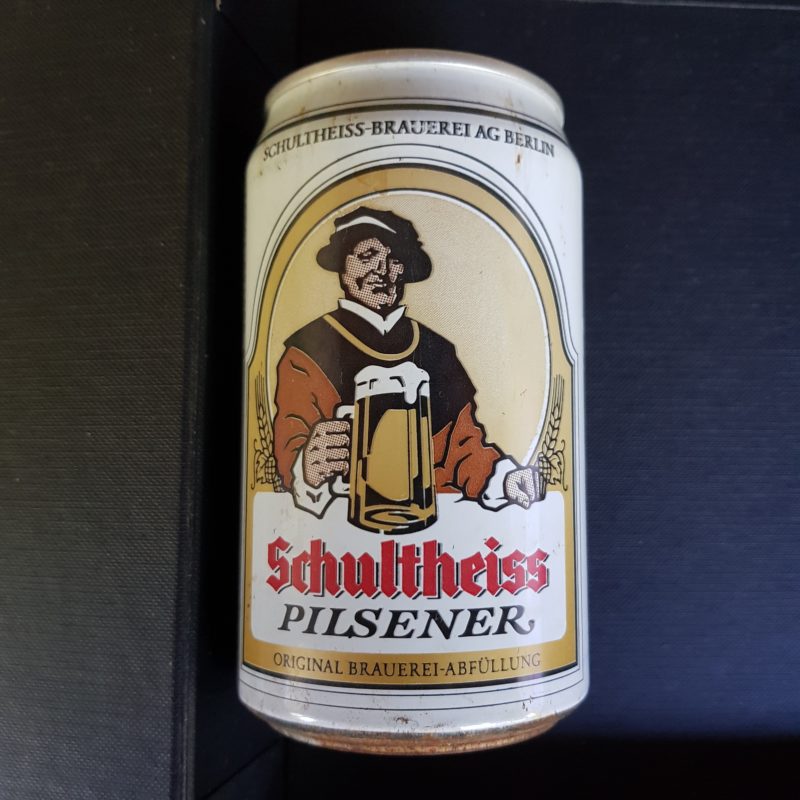 SCHULTHEISS-BRAUEREI AG BERLIN
Schultheiss
PILSENER
ORIGINAL BRAUEREI-ABFÜLLUNG